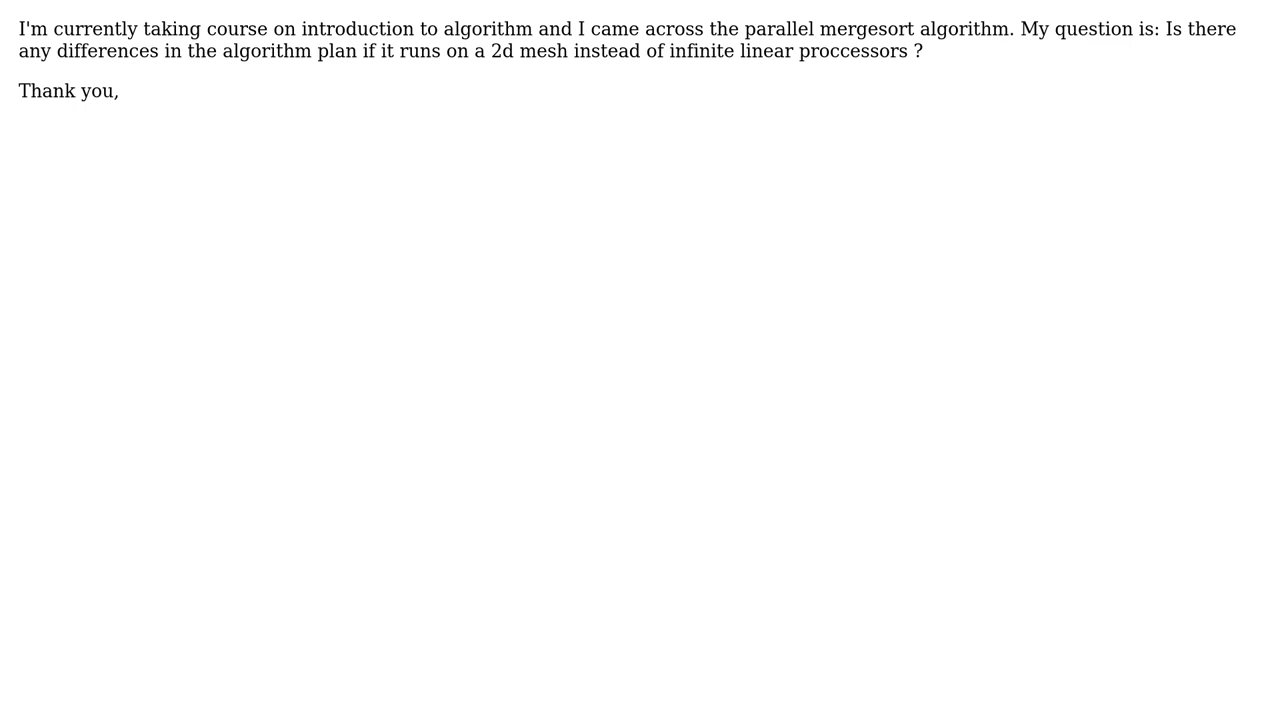 I'm currently taking course on introduction to algorithm and I came across the parallel mergesort algorithm. My question is: Is there
any differences in the algorithm plan if it runs on a 2d mesh instead of infinite linear proccessors ?
Thank you,